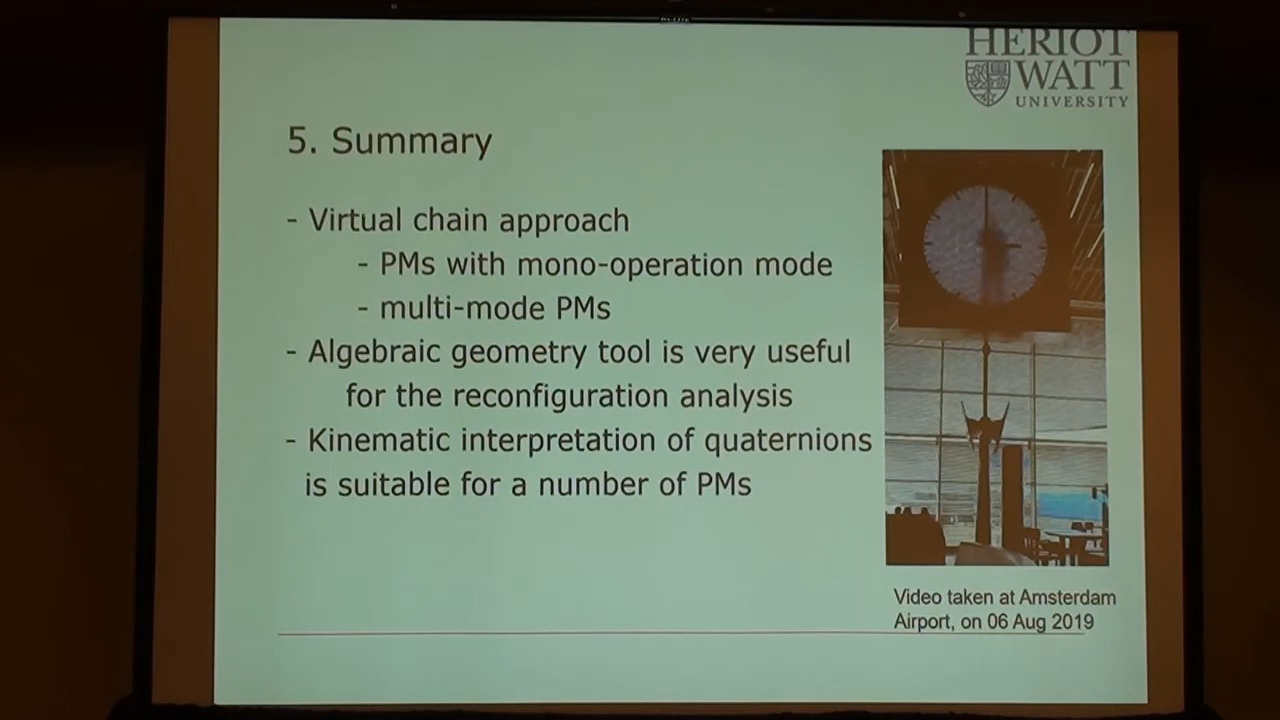 HERIOT
WATT
UNIVERSITY
5. Summary
- Virtual chain approach
- PMs with mono-operation mode
- multi-mode PMs
- Algebraic geometry tool is very useful
for the reconfiguration analysis
- Kinematic interpretation of quaternions
is suitable for a number of PMs
Video taken at Amsterdam
Airport, on 06 Aug 2019